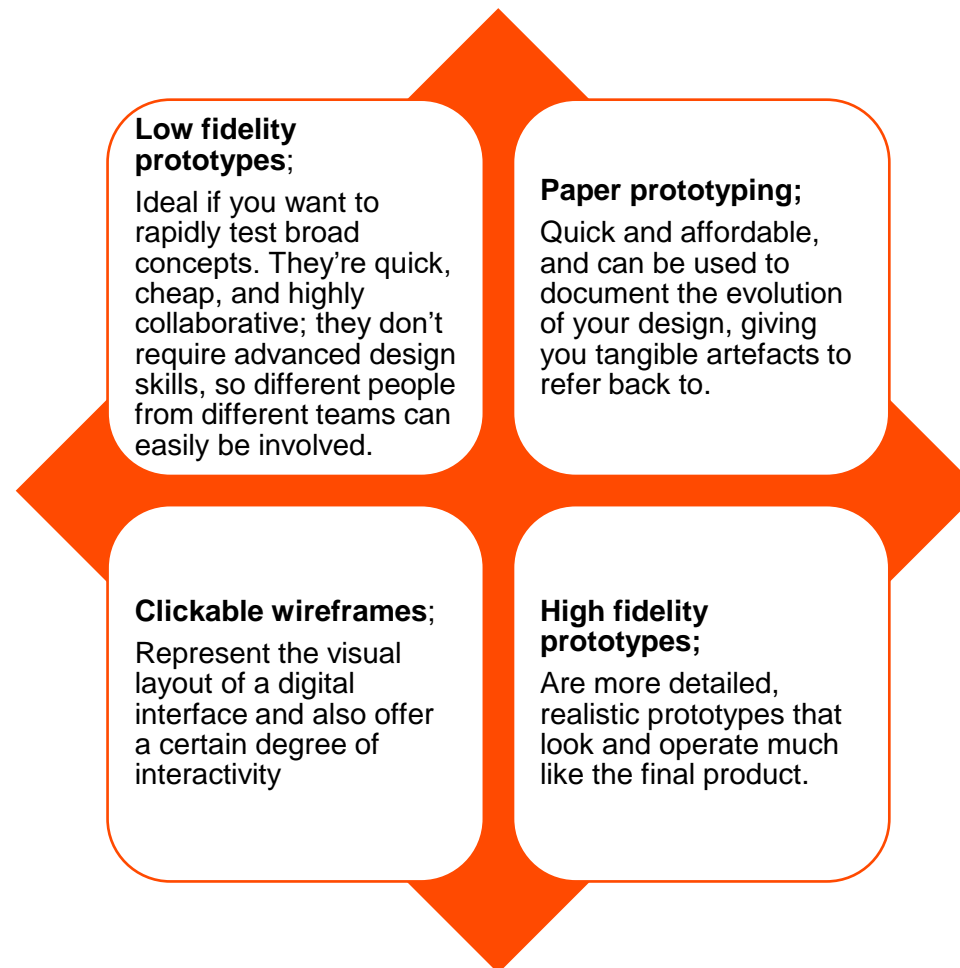 Low fidelity
prototypes;
Ideal if you want to
rapidly test broad
concepts. They’re quick,
cheap, and highly
collaborative; they don’t
require advanced design
skills, so different people
from different teams can
easily be involved.
Paper prototyping;
Quick and affordable,
and can be used to
document the evolution
of your design, giving
you tangible artefacts to
refer back to.
Clickable wireframes;
Represent the visual
layout of a digital
interface and also offer
a certain degree of
interactivity
High fidelity
prototypes;
Are more detailed,
realistic prototypes that
look and operate much
like the final product.